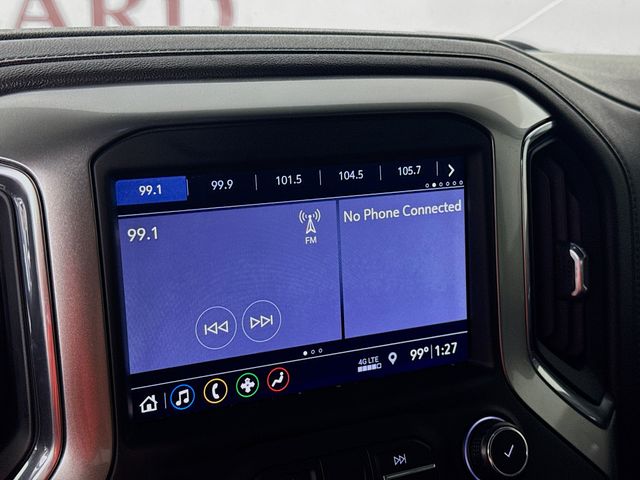 ARD
99.1 99.9 101.5 104.5 105.7
99.1
FM
No Phone Connected
4G LTE
99° 1:27